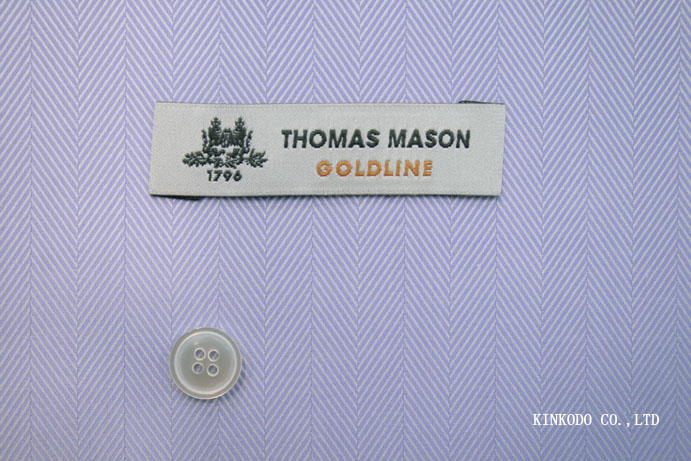 THOMAS MASON
GOLDLINE
1796
KINKODO CO.,LTD